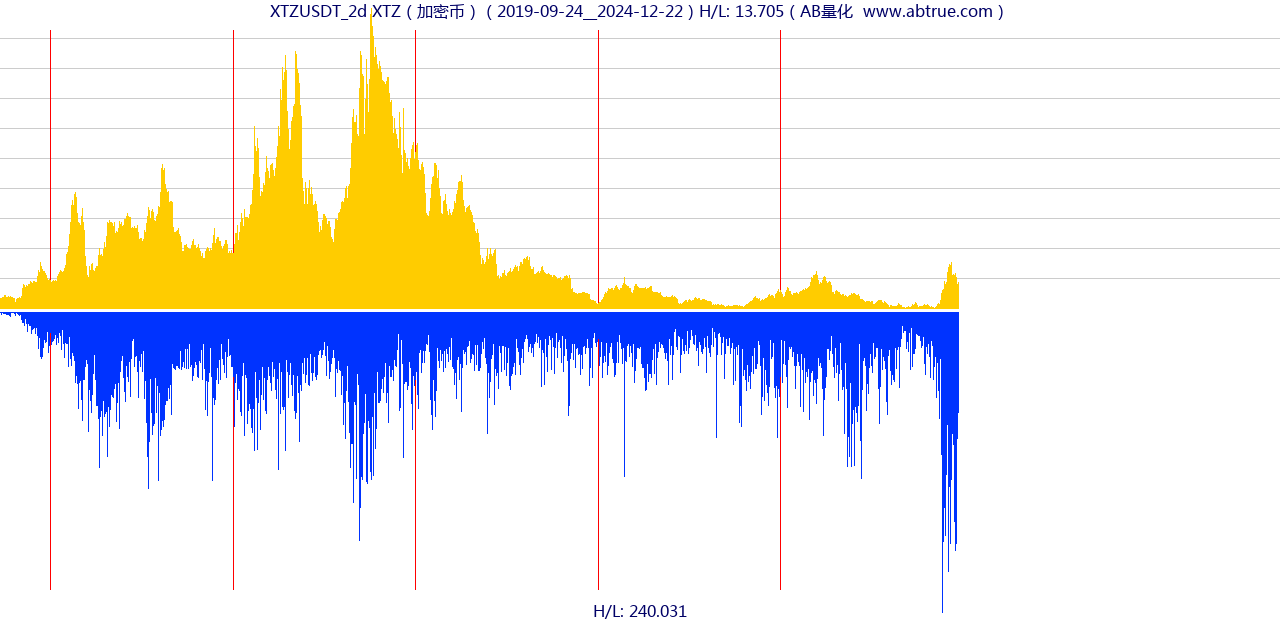 XTZUSDT_2d XTZ（加密币）（2019-09-24__2024-12-22）H/L: 13.705（AB量化  www.abtrue.com）
H/L: 240.031